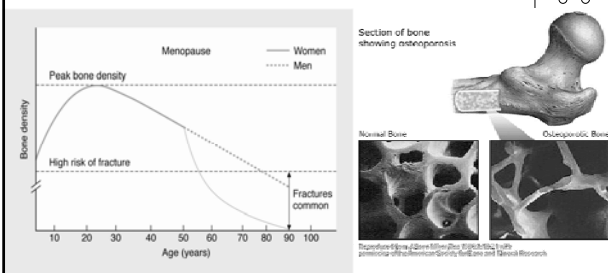 Menopause
Women
Men
Peak bone density
Bone density
High risk of fracture
Fractures
common
10 20 30 40 50 60 70 80 90 100
Age (years)
Section of bone
showing osteoporosis
Normal Bone
Osteoporotic Bone